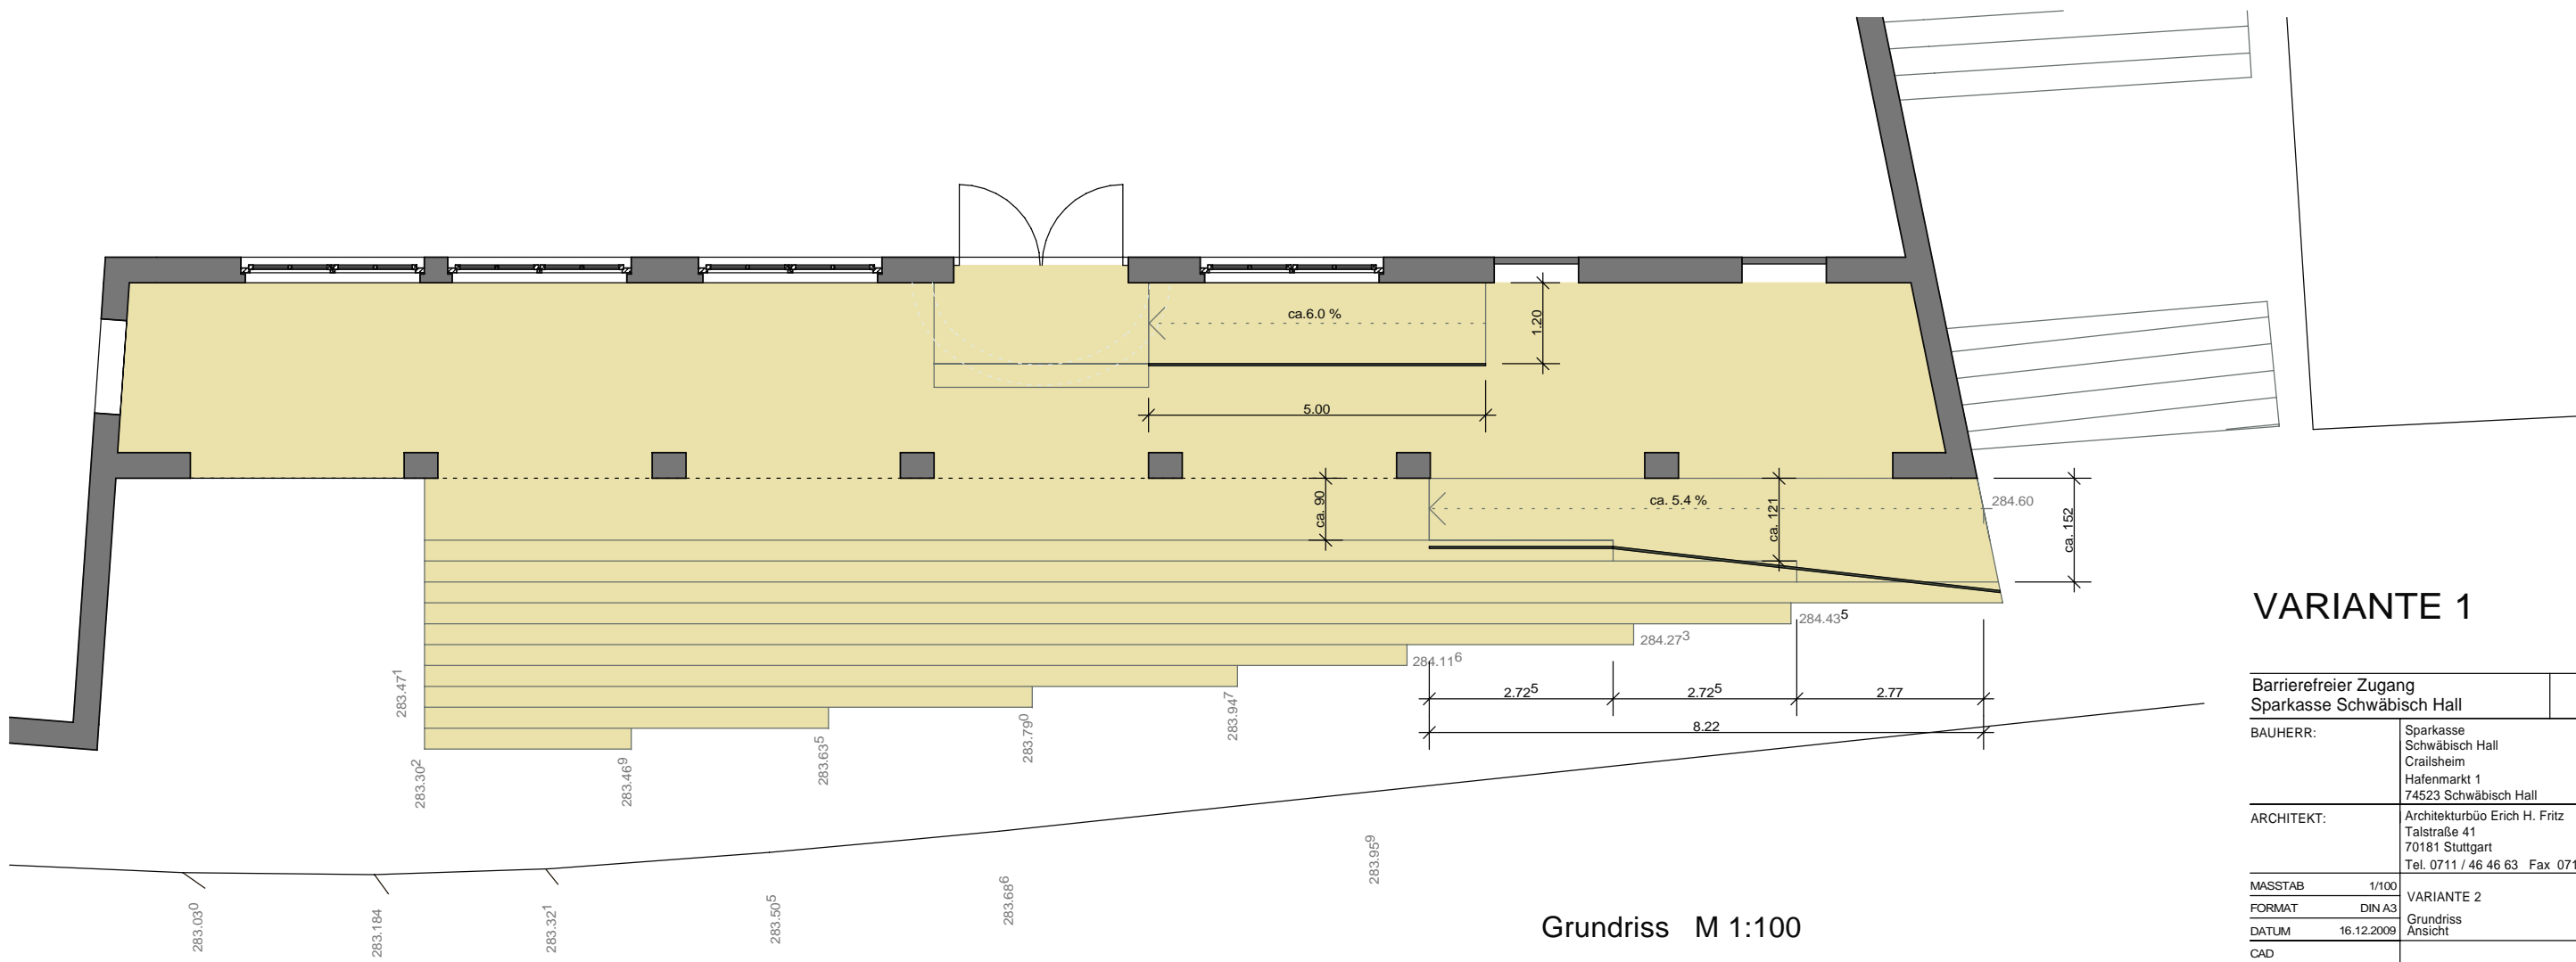 ca.6.0 %
1.20
5.00
ca. 90
ca. 5.4 %
ca. 121
284.60
ca. 152
284.43⁵
284.27³
284.11⁶
283.94⁷
283.79⁰
283.63⁵
283.46⁹
283.30²
283.47¹
2.72⁵
2.72⁵
2.77
8.22
283.03⁰
283.184
283.32¹
283.50⁵
283.68⁶
283.95⁹
Grundriss M 1:100
VARIANTE 1
Barrierefreier Zugang
Sparkasse Schwäbisch Hall
BAUHERR:
Sparkasse
Schwäbisch Hall
Crailsheim
Hafenmarkt 1
74523 Schwäbisch Hall
ARCHITEKT:
Architekturbüo Erich H. Fritz
Talstraße 41
70181 Stuttgart
Tel. 0711 / 46 46 63 Fax 071
MASSTAB 1/100
FORMAT DIN A3
DATUM 16.12.2009
CAD
VARIANTE 2
Grundriss
Ansicht